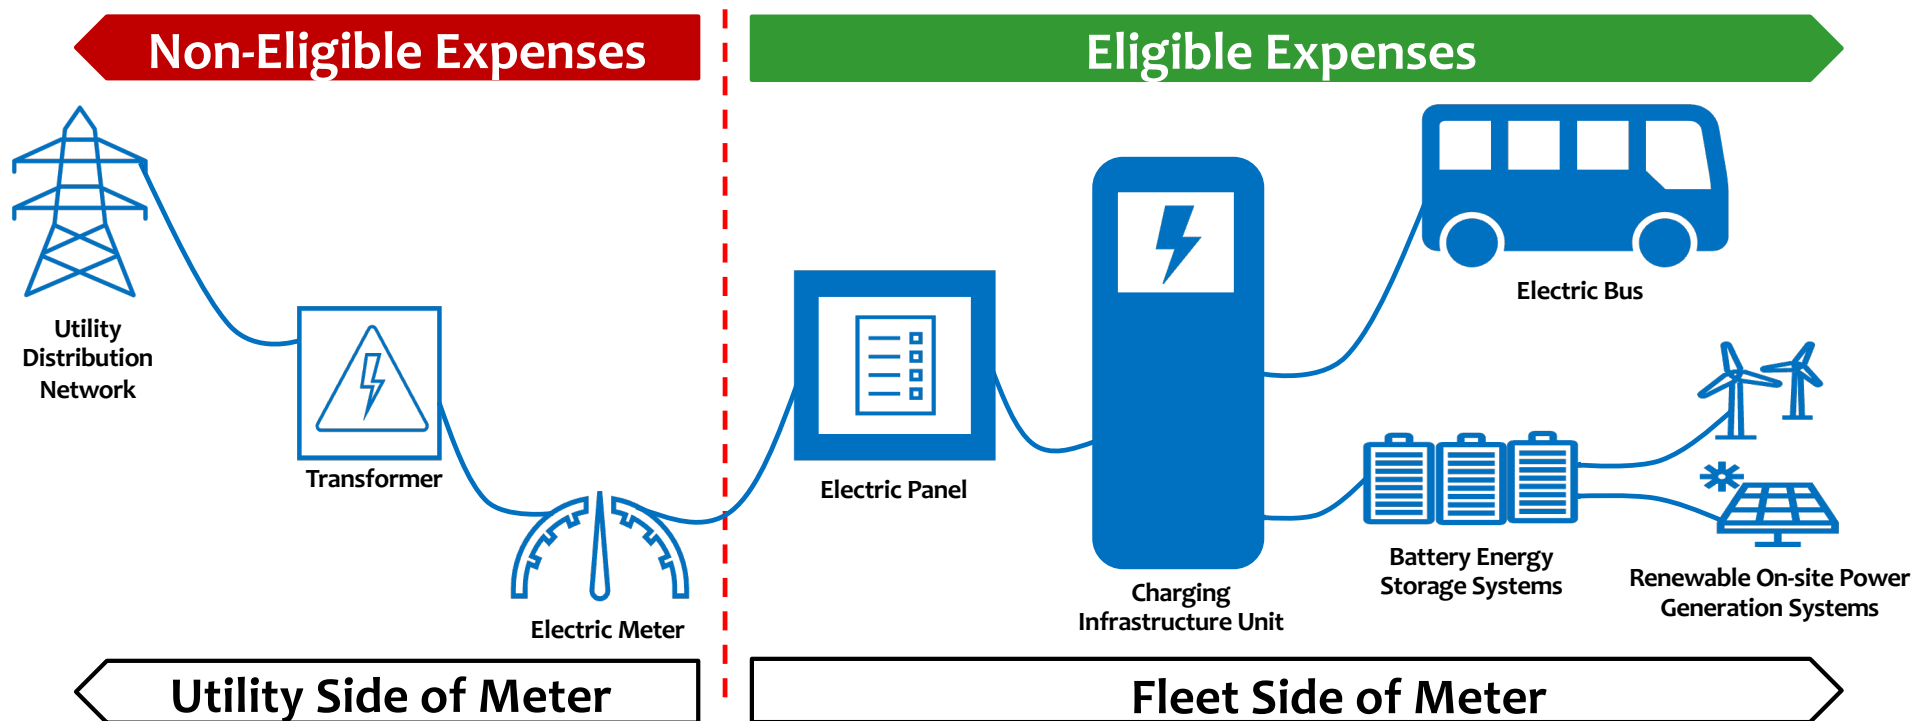 Non-Eligible Expenses
Eligible Expenses
Utility
Distribution
Network
Transformer
Electric Meter
Electric Panel
Charging
Infrastructure Unit
Electric Bus
Battery Energy
Storage Systems
Renewable On-site Power
Generation Systems
Utility Side of Meter
Fleet Side of Meter